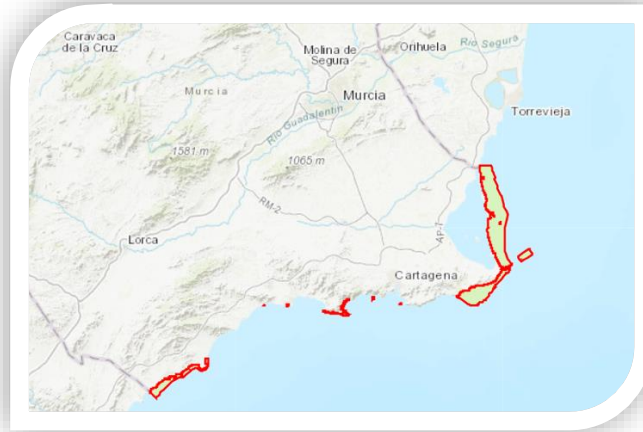 Caravaca
de la Cruz
Molina de
Segura
Orihuela
Río Segura
Murcia
Murcia
Torrevieja
Río Guadalentín
1581 m
1065 m
RM-2
AP-7
Lorca
Cartagena